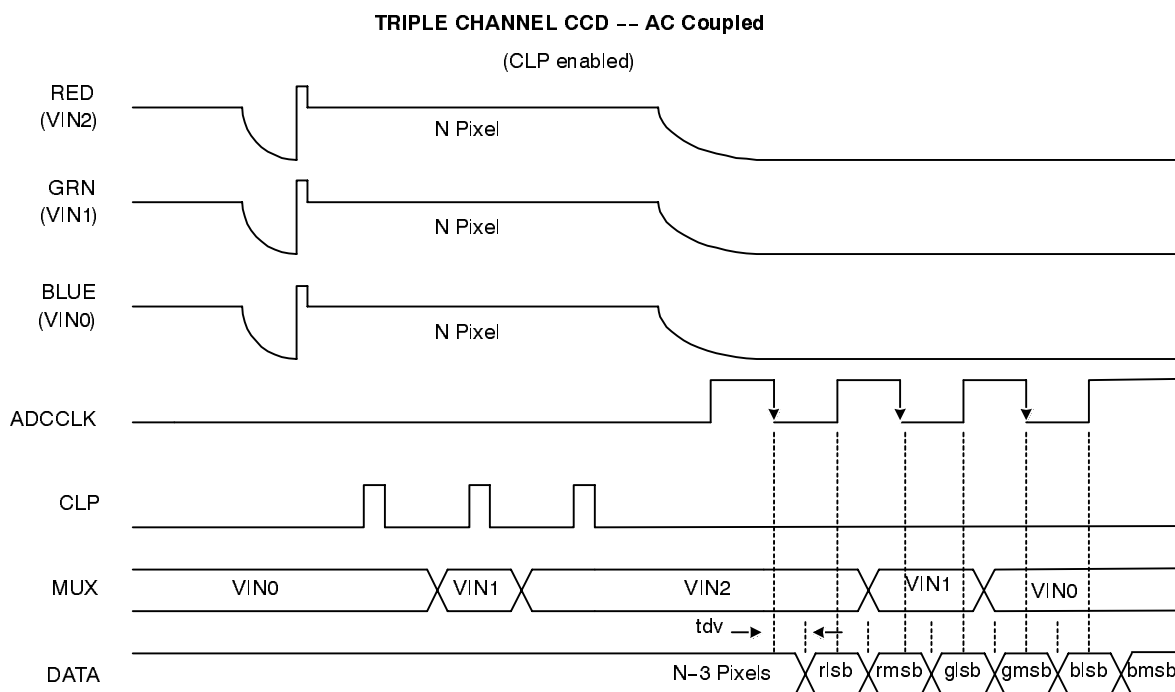 TRIPLE CHANNEL CCD -- AC Coupled
(CLP enabled)
RED
(VIN2)
N Pixel
GRN
(VIN1)
N Pixel
BLUE
(VIN0)
N Pixel
ADCCLK
CLP
MUX
VIN0
VIN1
VIN2
VIN1
VIN0
tdv
DATA
N-3 Pixels
rlsb
rmsb
glsb
gmsb
blsb
bmsb